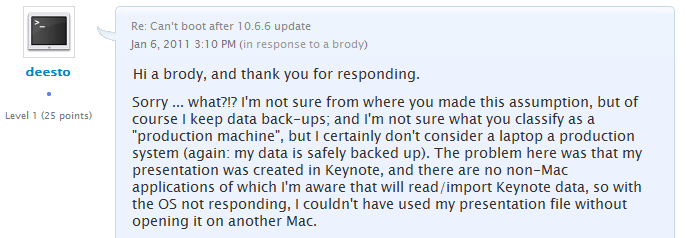 Re: Can't boot after 10.6.6 update
Jan 6, 2011 3:10 PM (in response to a brody)
deesto
Level 1 (25 points)
Hi a brody, and thank you for responding.
Sorry ... what?!? I'm not sure from where you made this assumption, but of
course I keep data back-ups; and I'm not sure what you classify as a
"production machine", but I certainly don't consider a laptop a production
system (again: my data is safely backed up). The problem here was that my
presentation was created in Keynote, and there are no non-Mac
applications of which I'm aware that will read/import Keynote data, so with
the OS not responding, I couldn't have used my presentation file without
opening it on another Mac.